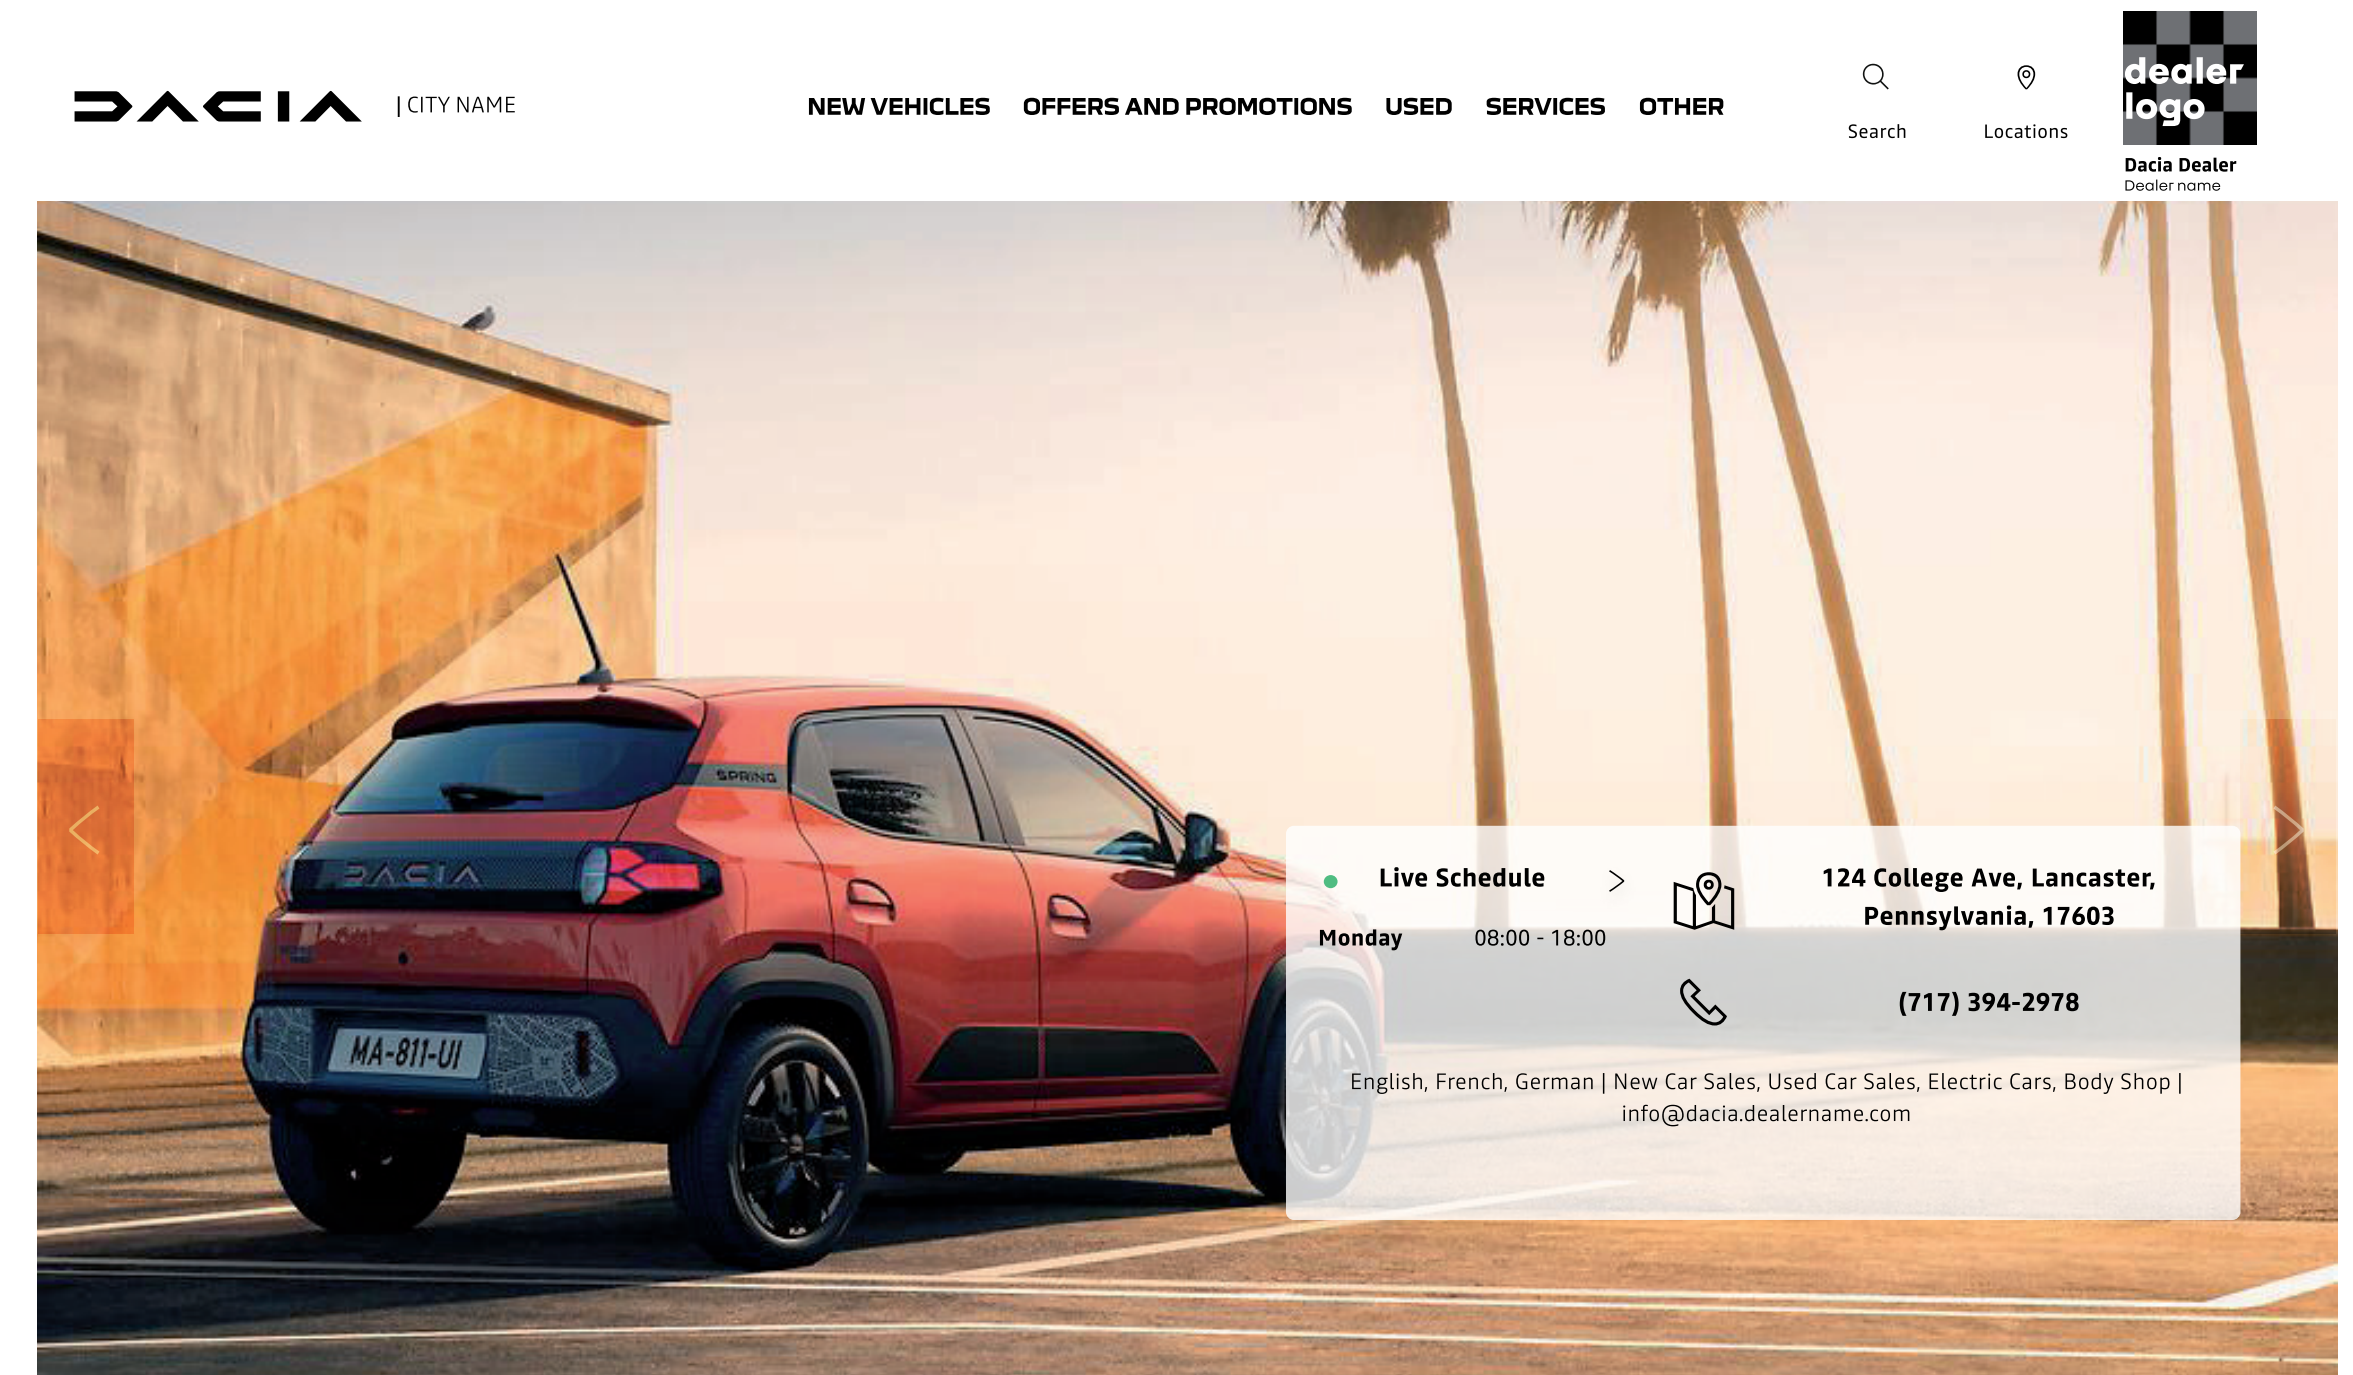 DACIA
| CITY NAME
NEW VEHICLES OFFERS AND PROMOTIONS USED SERVICES OTHER
Search
Locations
dealer
logo
Dacia Dealer
Dealer name
SPRING
DACIA
MA-811-UI
Live Schedule
Monday 08:00 - 18:00
124 College Ave, Lancaster,
Pennsylvania, 17603
(717) 394-2978
English, French, German | New Car Sales, Used Car Sales, Electric Cars, Body Shop |
info@dacia.dealername.com